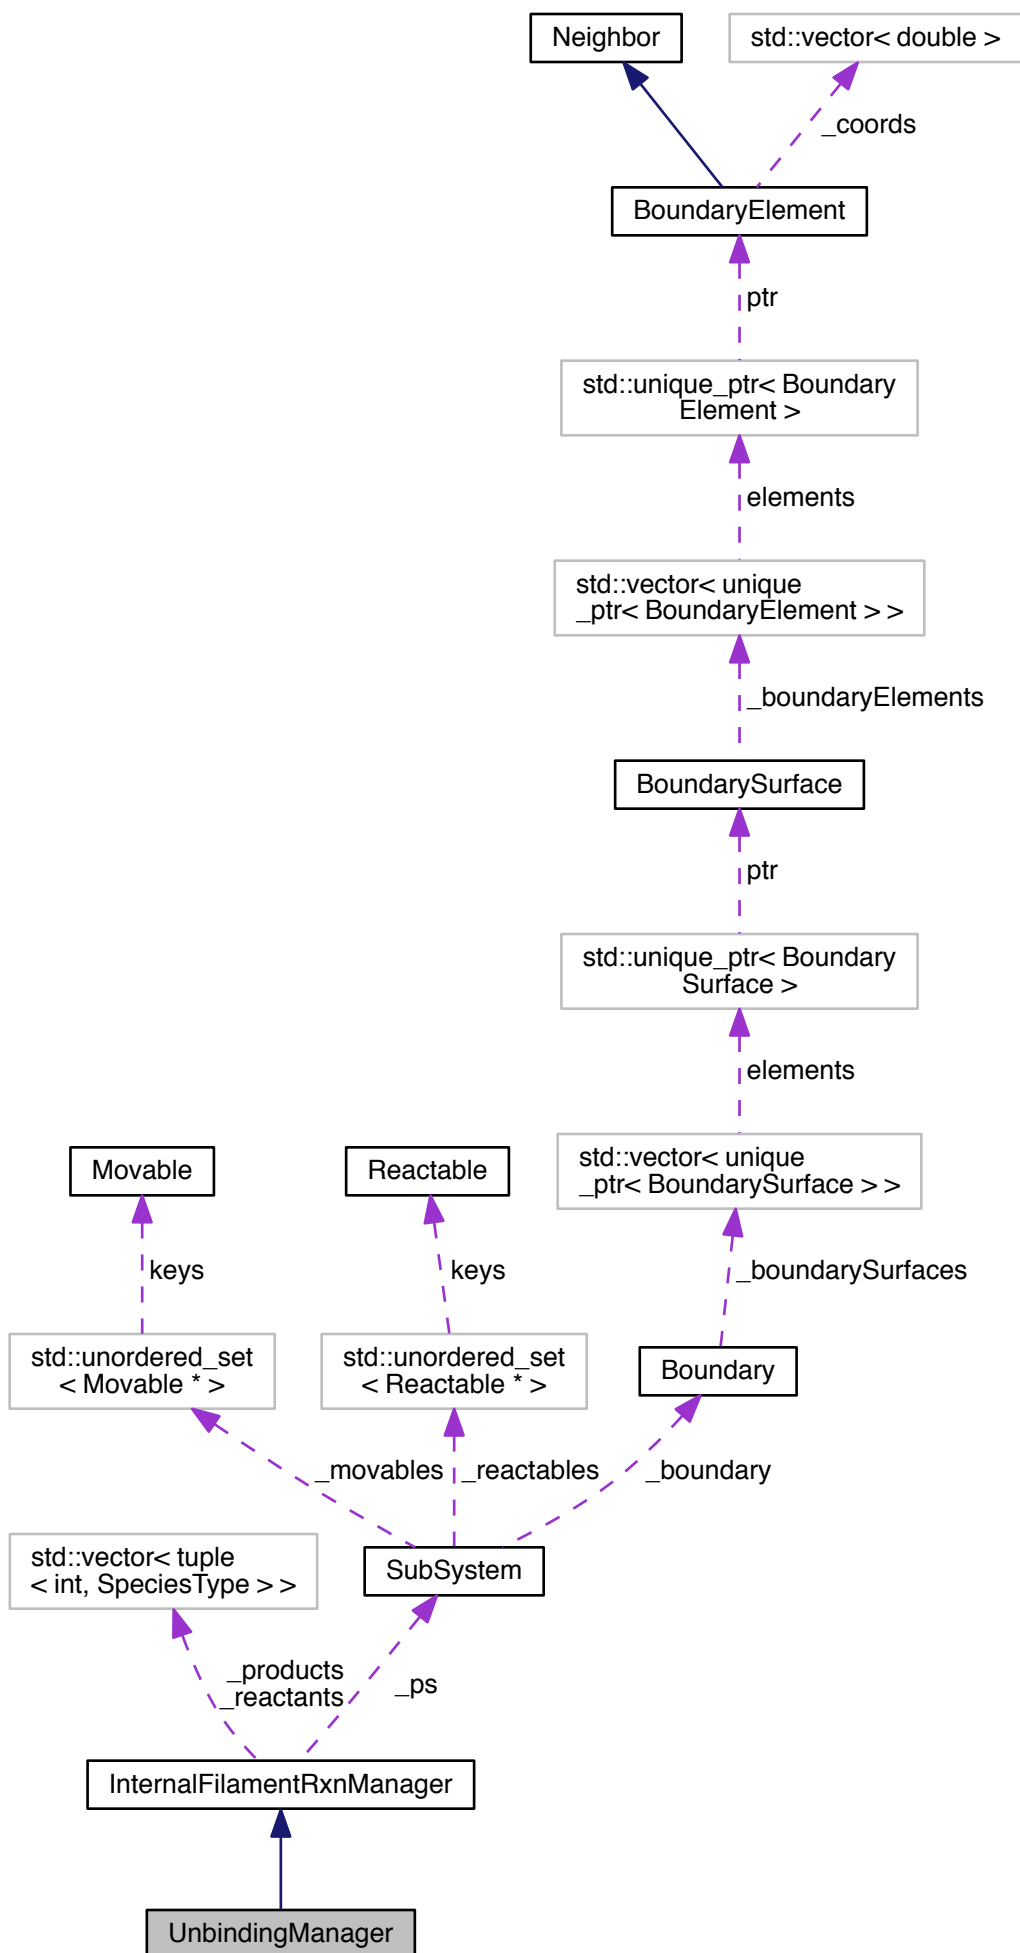 Neighbor
std::vector< double >
_coords
BoundaryElement
ptr
std::unique_ptr< Boundary
Element >
elements
std::vector< unique
_ptr< BoundaryElement > >
_boundaryElements
BoundarySurface
ptr
std::unique_ptr< Boundary
Surface >
elements
Movable
Reactable
std::vector< unique
_ptr< BoundarySurface > >
keys
keys
_boundarySurfaces
std::unordered_set
< Movable * >
std::unordered_set
< Reactable * >
Boundary
_movables
_reactables
_boundary
std::vector< tuple
< int, SpeciesType > >
SubSystem
_products
_reactants
_ps
InternalFilamentRxnManager
UnbindingManager